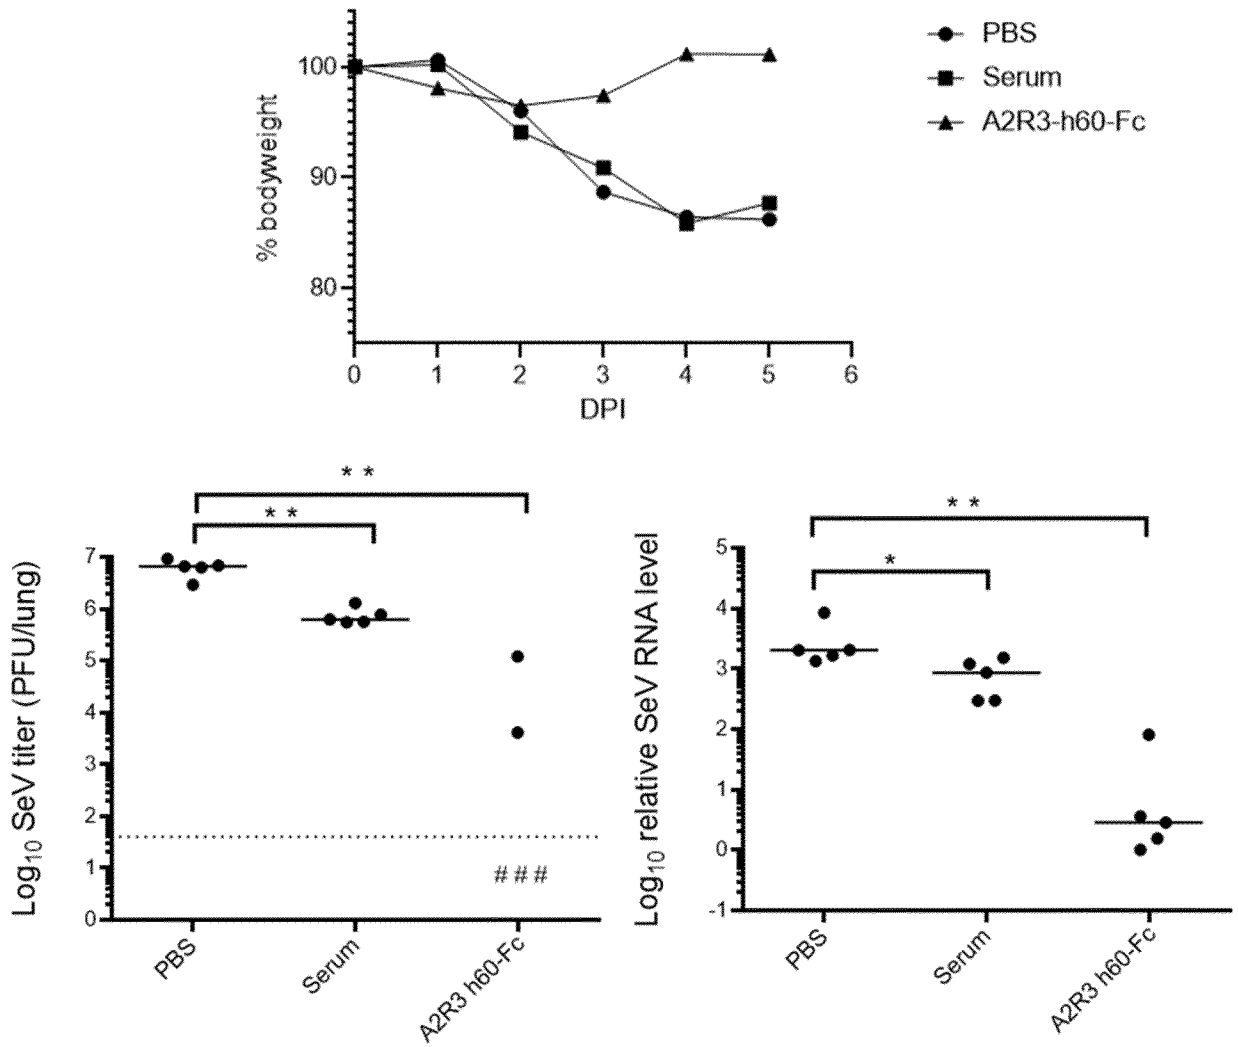 PBS
Serum
A2R3-h60-Fc
% bodyweight
100
90
80
0 1 2 3 4 5 6
DPI
* *
* *
Log10 SeV titer (PFU/lung)
7
6
5
4
3
2
1
0
# # #
PBS
Serum
A2R3 h60-Fc
* *
*
Log10 relative SeV RNA level
5
4
3
2
1
0
-1
PBS
Serum
A2R3 h60-Fc